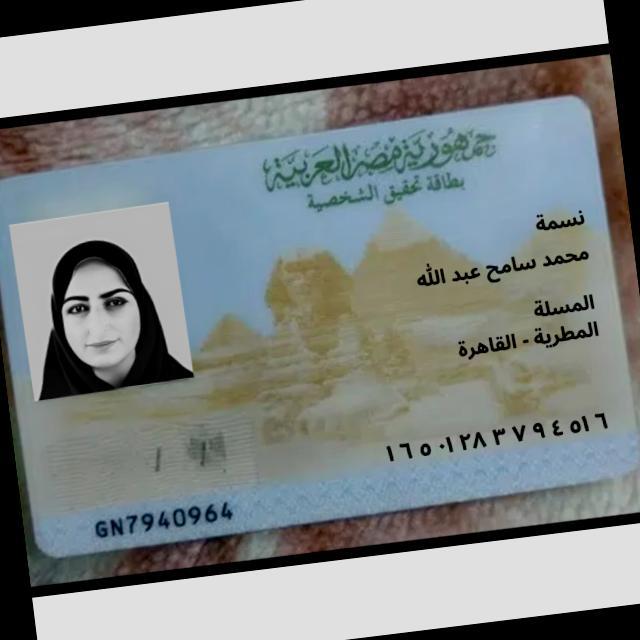 جمهورية مصر العربية
بطاقة تحقيق الشخصية
نسمة
محمد سامح عبد الله
المسلة
المطرية - القاهرة
١٦٥٠١٢٨٣٧٩٤٥١٦
GN7940964